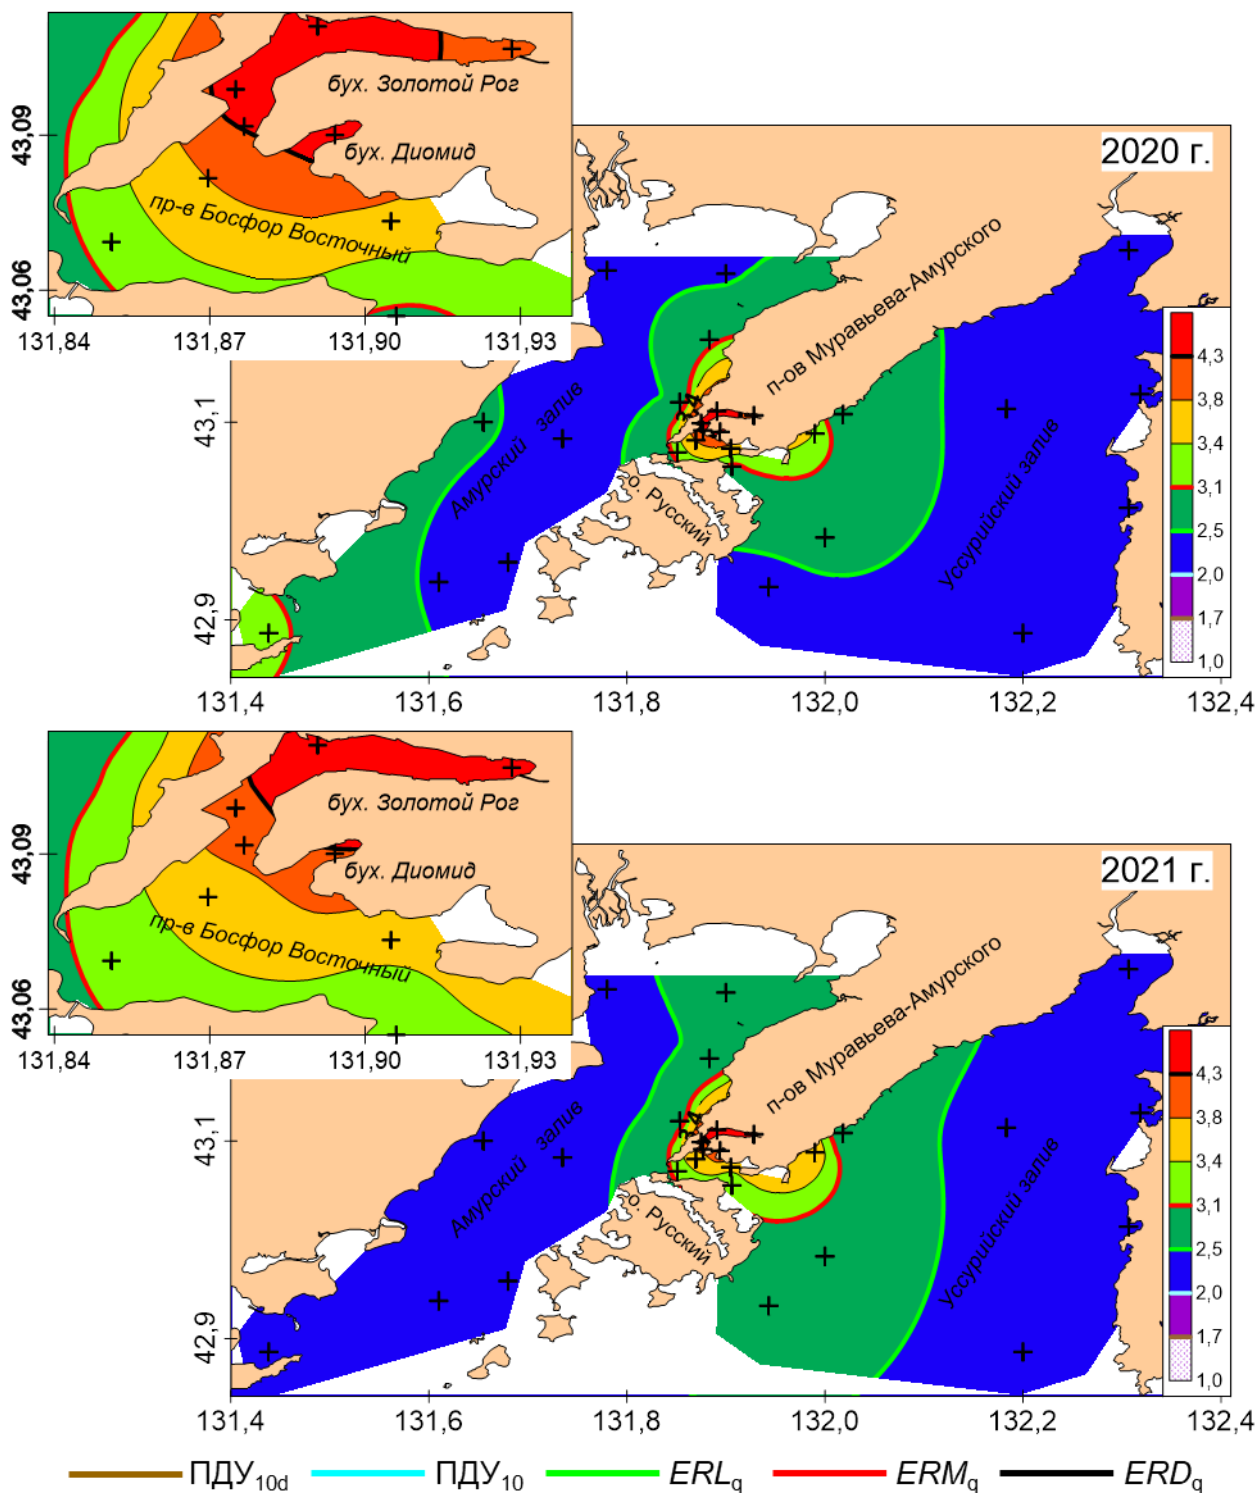 бух. Золотой Рог
бух. Диомид
пр-в Босфор Восточный
43,09
43,06
131,84 131,87 131,90 131,93
2020 г.
п-ов Муравьева-Амурского
Амурский залив
Уссурийский залив
о. Русский
3,4
43,1
42,9
131,4 131,6 131,8 132,0 132,2 132,4
4,3
3,8
3,4
3,1
2,5
2,0
1,7
1,0
бух. Золотой Рог
бух. Диомид
пр-в Босфор Восточный
43,09
43,06
131,84 131,87 131,90 131,93
2021 г.
п-ов Муравьева-Амурского
Амурский залив
Уссурийский залив
о. Русский
3,4
43,1
42,9
131,4 131,6 131,8 132,0 132,2 132,4
4,3
3,8
3,4
3,1
2,5
2,0
1,7
1,0
ПДУ10d ПДУ10 ERLq ERMq ERDq